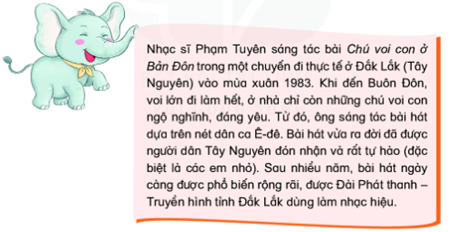 Nhạc sĩ Phạm Tuyên sáng tác bài Chú voi con ở
Bản Đôn trong một chuyến đi thực tế ở Đắk Lắk (Tây
Nguyên) vào mùa xuân 1983. Khi đến Buôn Đôn,
voi lớn đi làm hết, ở nhà chỉ còn những chú voi con
ngộ nghĩnh, đáng yêu. Từ đó, ông sáng tác bài hát
dựa trên nét dân ca Ê-đê. Bài hát vừa ra đời đã được
người dân Tây Nguyên đón nhận và rất tự hào (đặc
biệt là các em nhỏ). Sau nhiều năm, bài hát ngày
càng được phổ biến rộng rãi, được Đài Phát thanh –
Truyền hình tỉnh Đắk Lắk dùng làm nhạc hiệu.